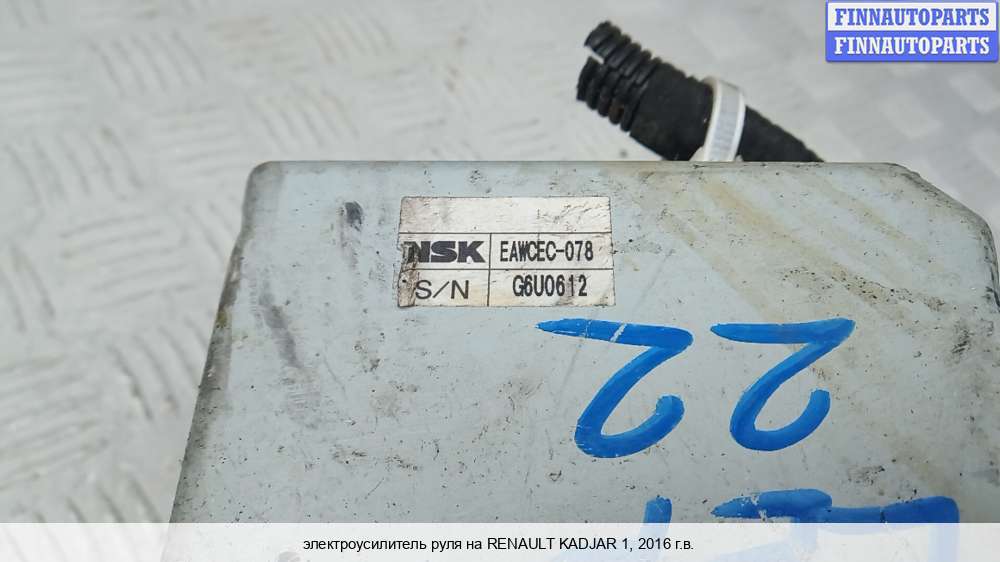 FINNAUTOPARTS
FINNAUTOPARTS
NSK EAWCEC-078
S/N G6U0612
22
электроусилитель руля на RENAULT KADJAR 1, 2016 г.в.